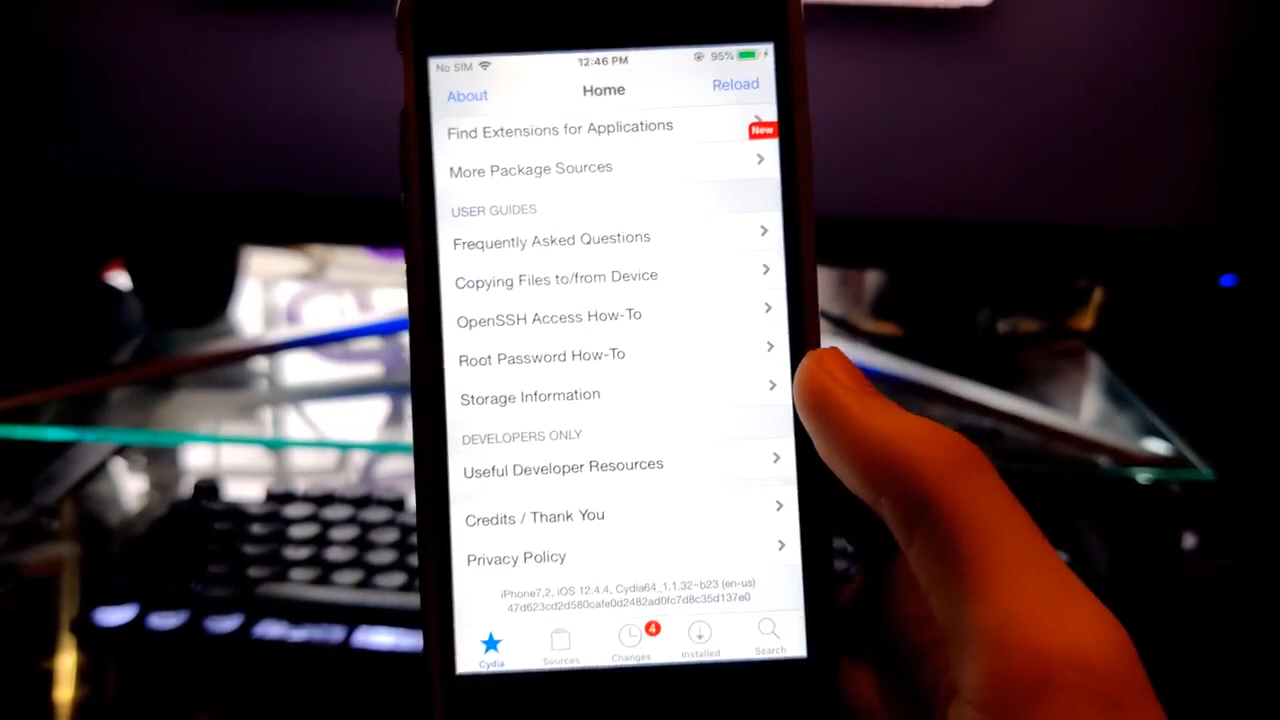 No SIM 12:46 PM 95%
About Home Reload
Find Extensions for Applications
New
More Package Sources
USER GUIDES
Frequently Asked Questions
Copying Files to/from Device
OpenSSH Access How-To
Root Password How-To
Storage Information
DEVELOPERS ONLY
Useful Developer Resources
Credits / Thank You
Privacy Policy
iPhone7,2, iOS 12.4.4, Cydia64_1.1.32~b23 (en-us)
47d623cd2d580cafe0d2482ad0fc7d8c35d137e0
4
Cydia Sources Changes Installed Search